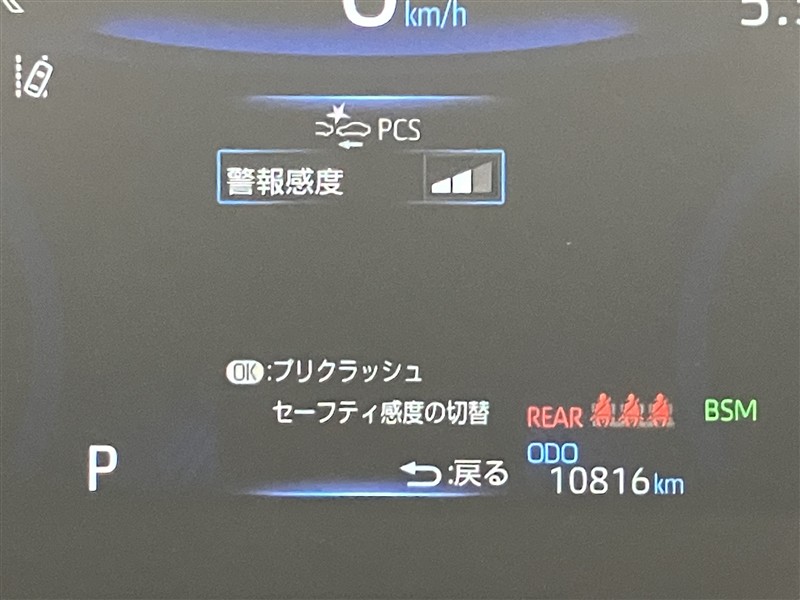 km/h
PCS
警報感度
OK:プリクラッシュ
セーフティ感度の切替
REAR
BSM
P
:戻る
ODO
10816km